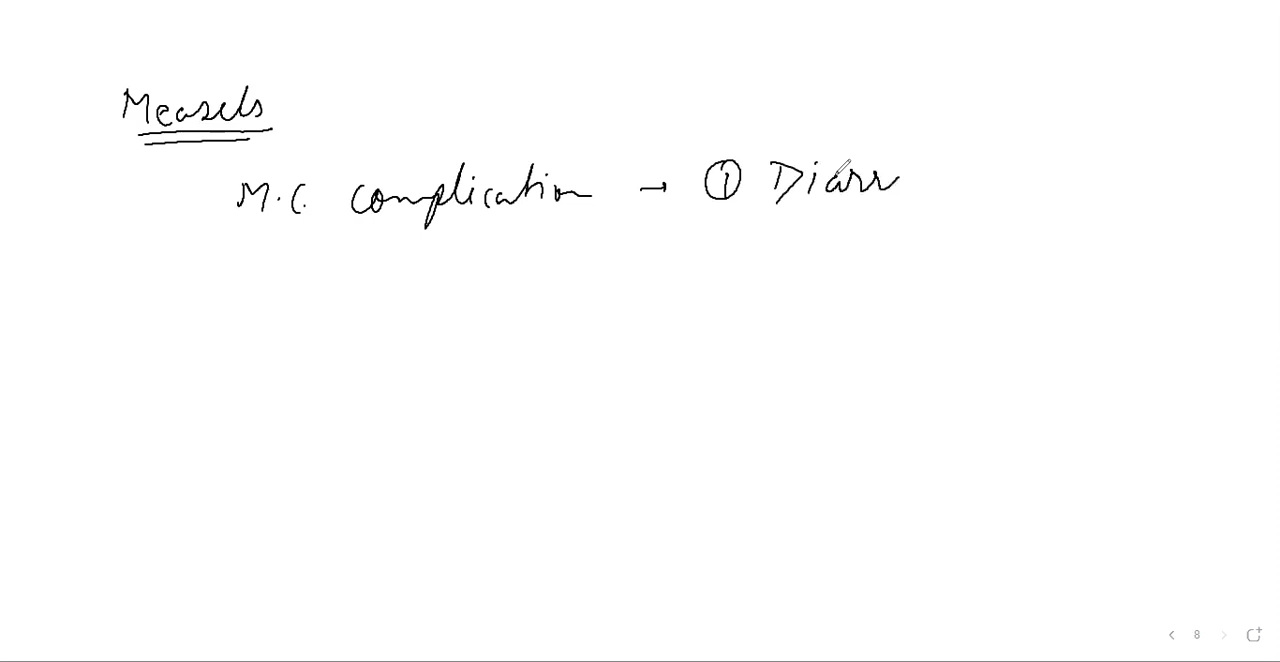 Measels
M.C. complication → ① Diarr
8